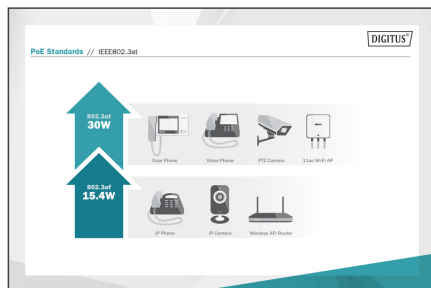 DIGITUS®
PoE Standards // IEEE802.3at
802.3at
30W
Door Phone
Video Phone
PTZ Camera
11ac Wi-Fi AP
802.3af
15.4W
IP Phone
IP Camera
Wireless AP/Router